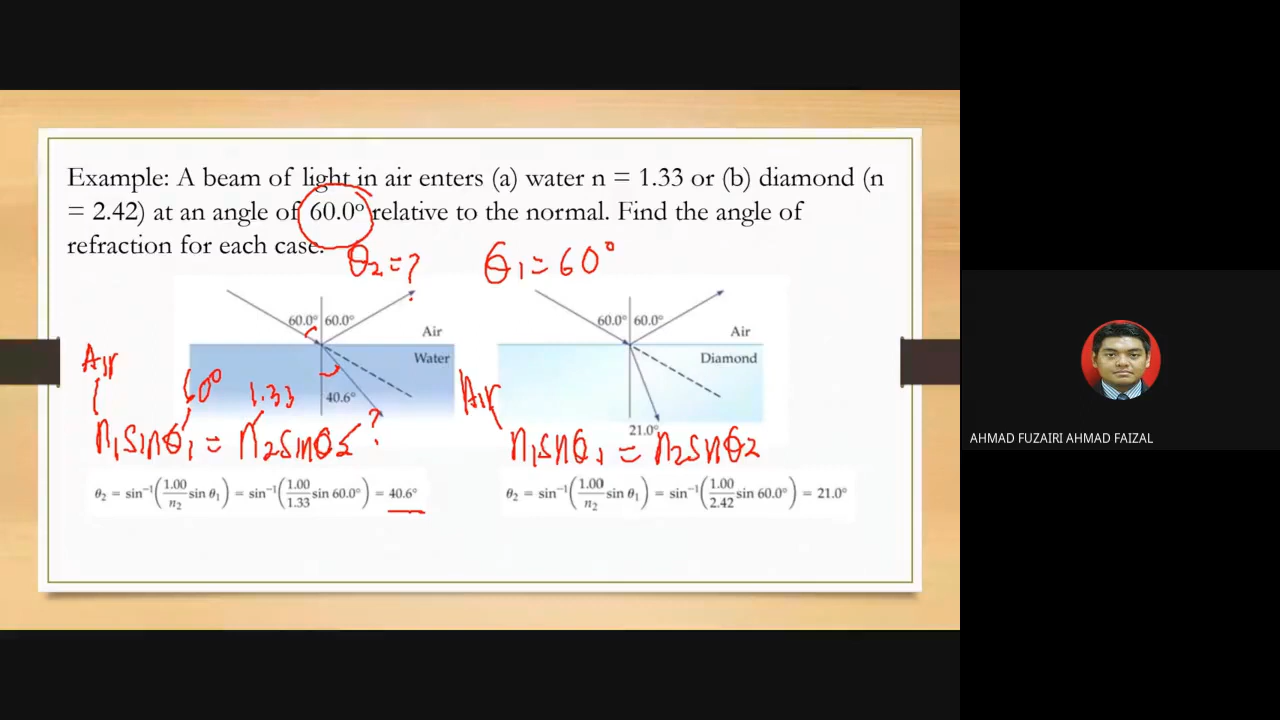 Example: A beam of light in air enters (a) water n = 1.33 or (b) diamond (n
= 2.42) at an angle of 60.0° relative to the normal. Find the angle of
refraction for each case.
θ2 = ?
θ1 = 60°
60.0° 60.0°
Air
Water
40.6°
60.0° 60.0°
Air
Diamond
21.0°
Air
60°
1.33
?
n1 sin θ1 = n2 sin θ2
Air
n1 sin θ1 = n2 sin θ2
θ2 = sin⁻¹(1.00/n2 sin θ1) = sin⁻¹(1.00/1.33 sin 60.0°) = 40.6°
θ2 = sin⁻¹(1.00/n2 sin θ1) = sin⁻¹(1.00/2.42 sin 60.0°) = 21.0°
AHMAD FUZAIRI AHMAD FAIZAL